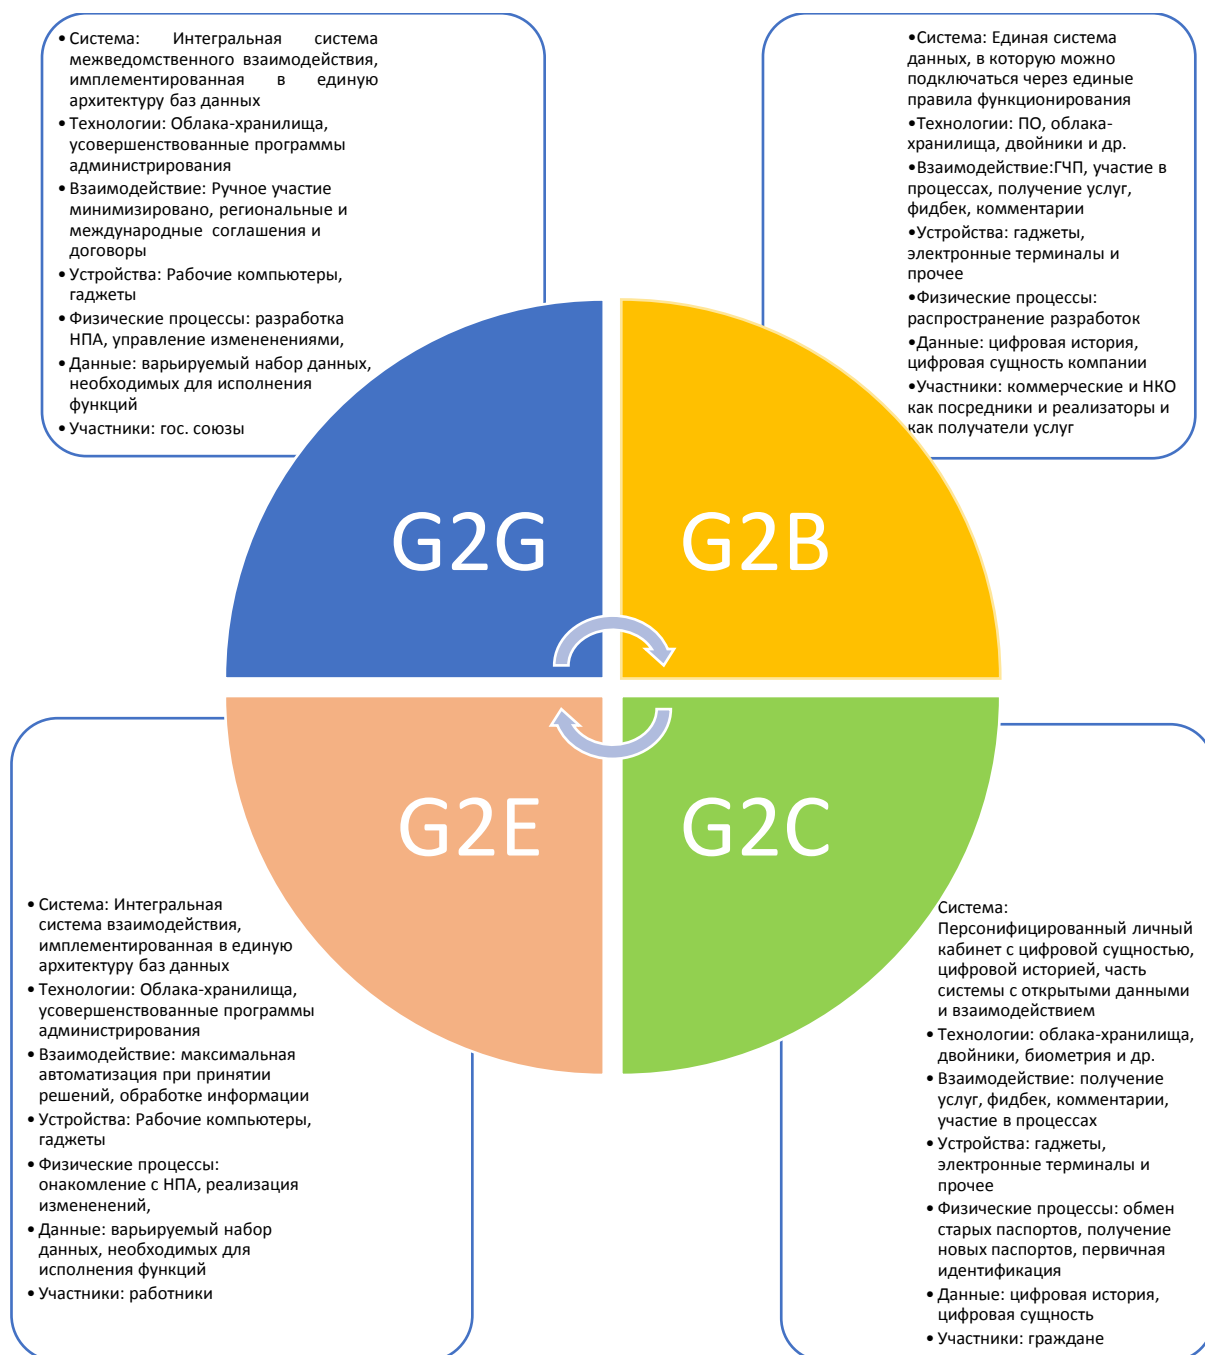 •Система: Интегральная система
межведомственного взаимодействия,
имплементированная в единую
архитектуру баз данных
•Технологии: Облака-хранилища,
усовершенствованные программы
администрирования
•Взаимодействие: Ручное участие
минимизировано, региональные и
международные соглашения и
договоры
•Устройства: Рабочие компьютеры,
гаджеты
•Физические процессы: разработка
НПА, управление измененениями,
•Данные: варьируемый набор данных,
необходимых для исполнения
функций
•Участники: гос. союзы
•Система: Единая система
данных, в которую можно
подключаться через единые
правила функционирования
•Технологии: ПО, облака-
хранилища, двойники и др.
•Взаимодействие:ГЧП, участие в
процессах, получение услуг,
фидбек, комментарии
•Устройства: гаджеты,
электронные терминалы и
прочее
•Физические процессы:
распространение разработок
•Данные: цифровая история,
цифровая сущность компании
•Участники: коммерческие и НКО
как посредники и реализаторы и
как получатели услуг
G2G
G2B
G2E
G2C
•Система: Интегральная
система взаимодействия,
имплементированная в единую
архитектуру баз данных
•Технологии: Облака-хранилища,
усовершенствованные программы
администрирования
•Взаимодействие: максимальная
автоматизация при принятии
решений, обработке информации
•Устройства: Рабочие компьютеры,
гаджеты
•Физические процессы:
онакомление с НПА, реализация
измененений,
•Данные: варьируемый набор
данных, необходимых для
исполнения функций
•Участники: работники
Система:
Персонифицированный личный
кабинет с цифровой сущностью,
цифровой историей, часть
системы с открытыми данными
и взаимодействием
•Технологии: облака-хранилища,
двойники, биометрия и др.
•Взаимодействие: получение
услуг, фидбек, комментарии,
участие в процессах
•Устройства: гаджеты,
электронные терминалы и
прочее
•Физические процессы: обмен
старых паспортов, получение
новых паспортов, первичная
идентификация
•Данные: цифровая история,
цифровая сущность
•Участники: граждане